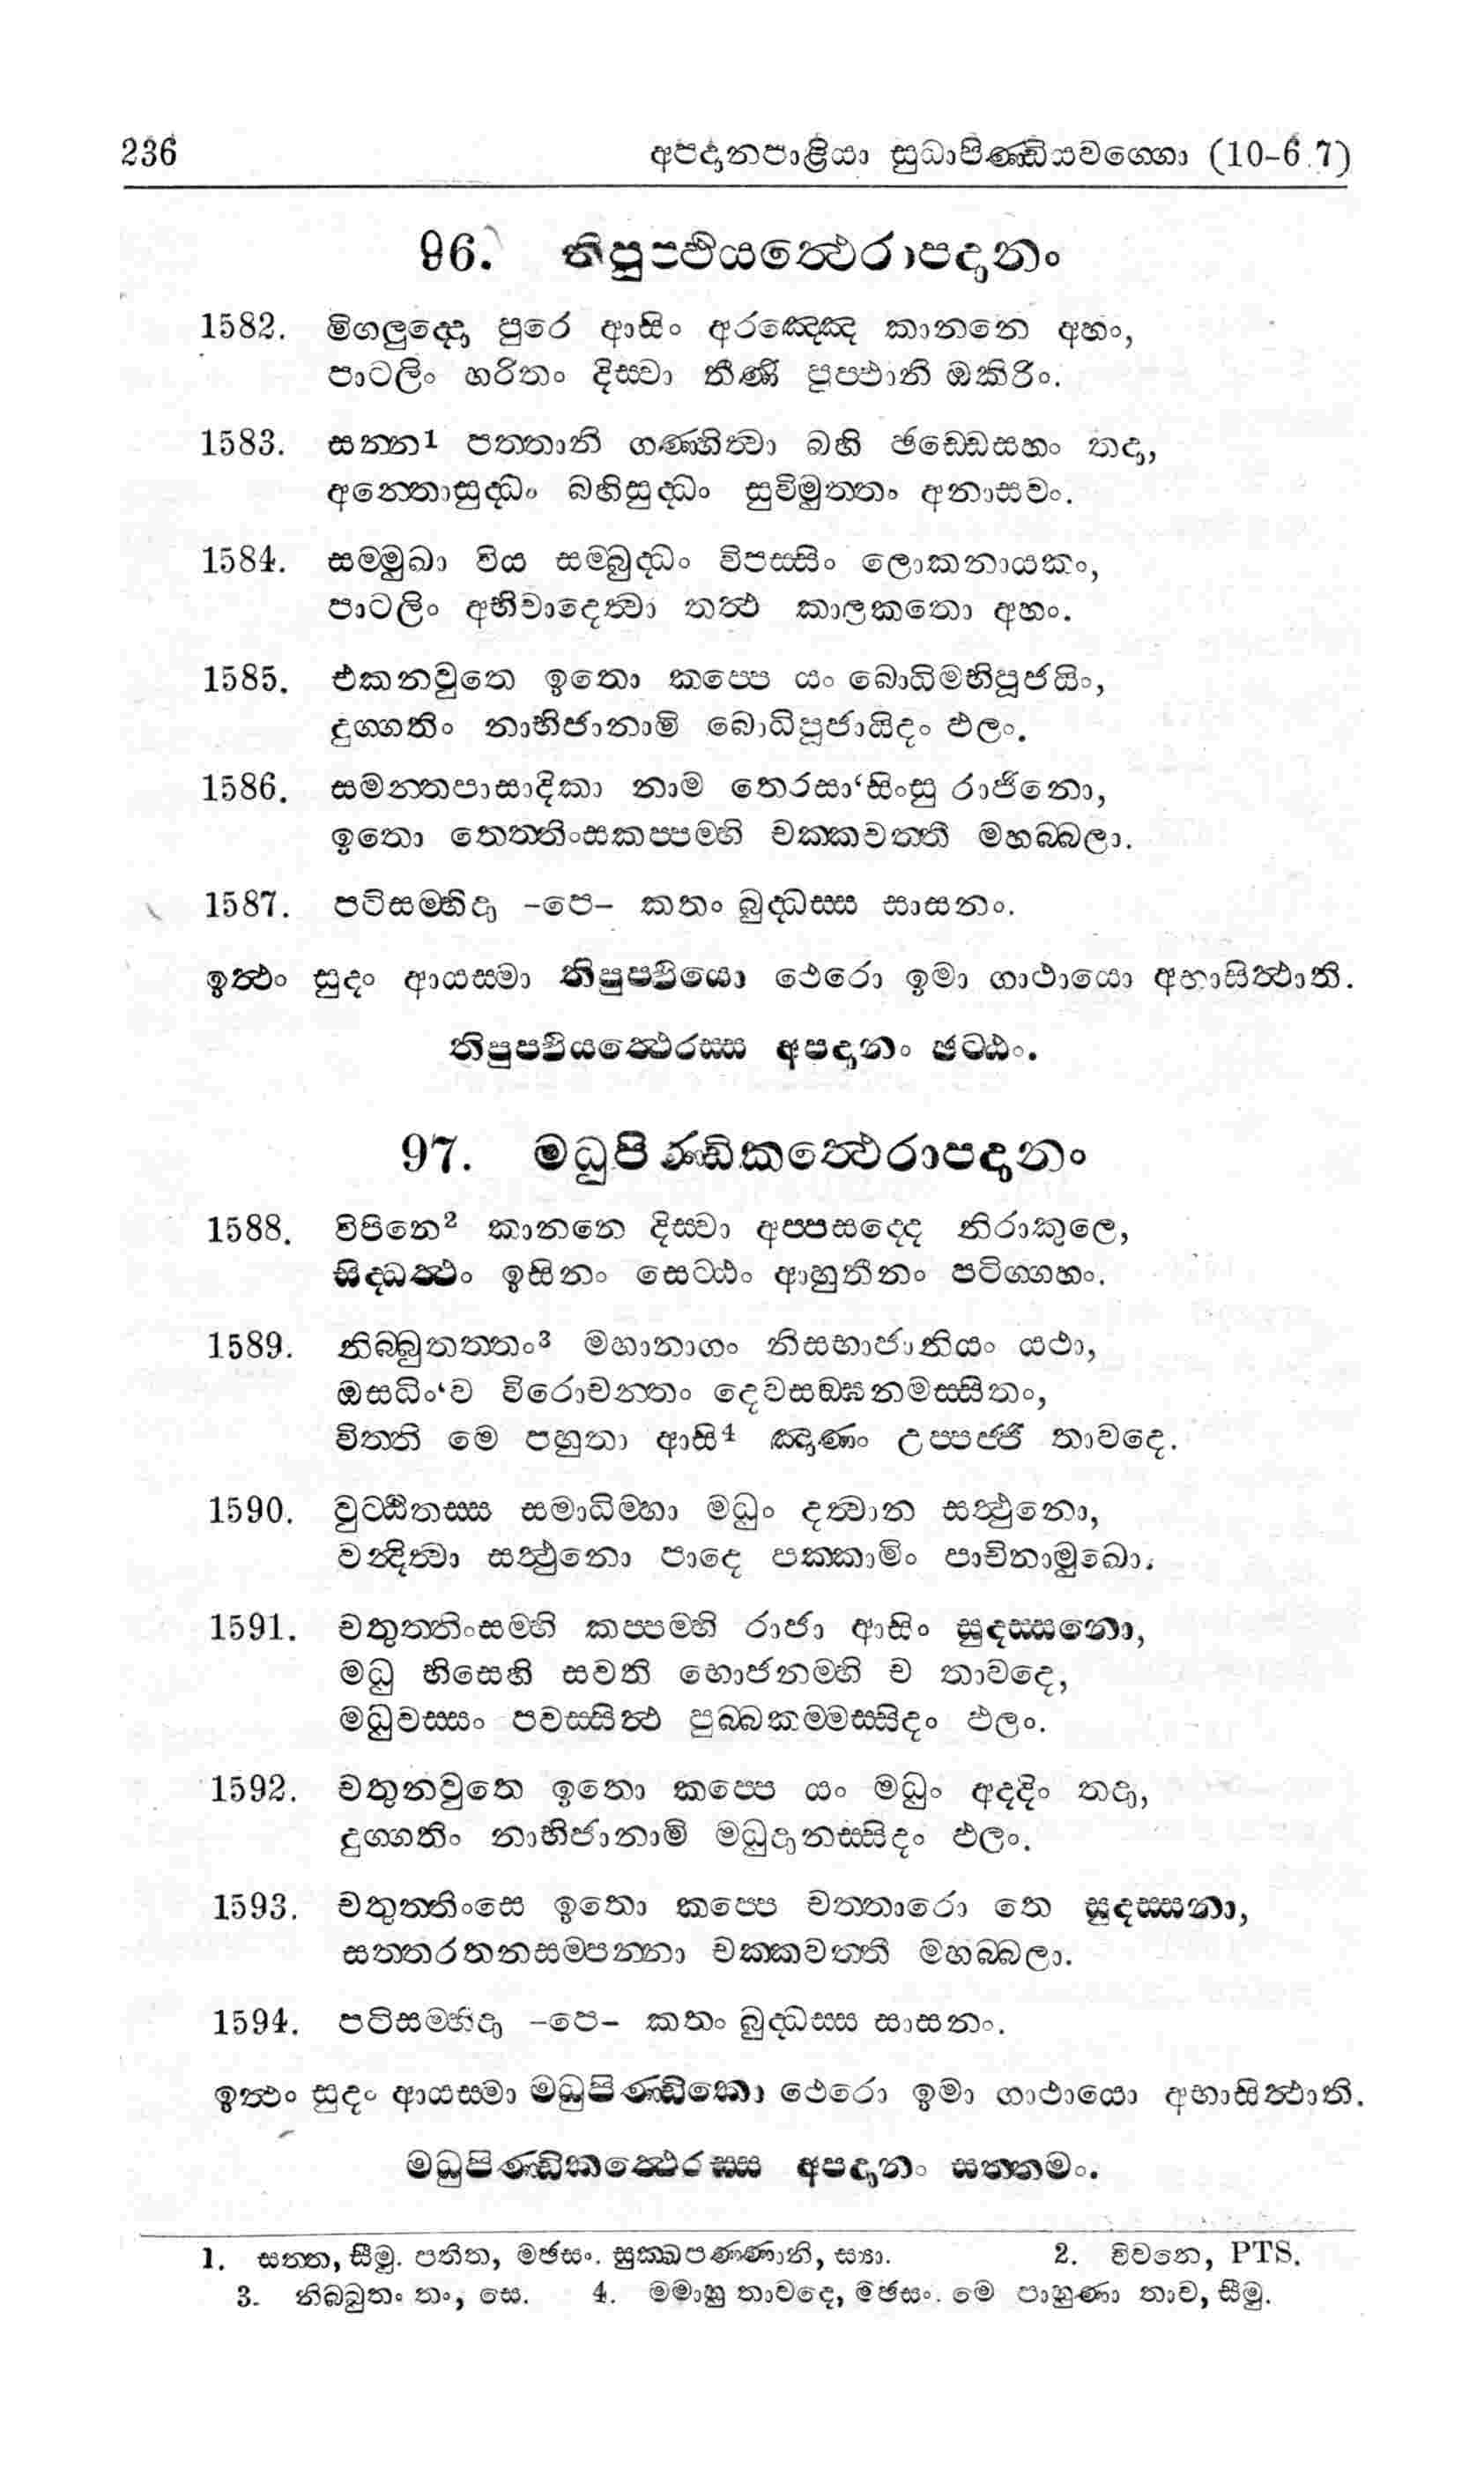 236 අපදානපාළියා සුධාපිණ්ඩියවග්ගො (10-6.7)
96. තිපුප්ඵියත්ථෙරාපදානං
1582. මිගලුද්දො පුරෙ ආසිං අරඤ්ඤෙ කානනෙ අහං,
පාටලිං හරිතං දිස්වා තීණි පුප්ඵානි ඔකිරිං.
1583. සත්ත1 පත්තානි ගණ්හිත්වා බහි ඡඩ්ඩෙසහං තදා,
අන්තොසුද්ධං බහිසුද්ධං සුවිමුත්තං අනාසවං.
1584. සම්මුඛා විය සම්බුද්ධං විපස්සිං ලොකනායකං,
පාටලිං අභිවාදෙත්වා තත්ථ කාලකතො අහං.
1585. එකනවුතෙ ඉතො කප්පෙ යං බොධිමභිපූජයිං,
දුග්ගතිං නාභිජානාමි බොධිපූජායිදං ඵලං.
1586. සමන්තපාසාදිකා නාම තෙරසා‘සිංසු රාජිනො,
ඉතො තෙත්තිංසකප්පම්හි චක්කවත්තී මහබ්බලා.
1587. පටිසම්භිදා -පෙ- කතං බුද්ධස්ස සාසනං.
ඉත්ථං සුදං ආයස්මා තිපුප්ඵියො ථෙරො ඉමා ගාථායො අභාසිත්ථාති.
තිපුප්ඵියත්ථෙරස්ස අපදානං ඡට්ඨං.
97. මධුපිණ්ඩිකත්ථෙරාපදානං
1588. විපිනෙ2 කානනෙ දිස්වා අප්පසද්දෙ නිරාකුලෙ,
සිද්ධත්ථං ඉසිනං සෙට්ඨං ආහුතීනං පටිග්ගහං.
1589. නිබ්බුතත්තං3 මහානාගං නිසභාජානියං යථා,
ඔසධිං‘ව විරොචන්තං දෙවසඞ්ඝනමස්සිතං,
විත්ති මෙ පහුතා ආසි4 ඤාණං උප්පජ්ජි තාවදෙ.
1590. වුට්ඨිතස්ස සමාධිම්හා මධුං දත්වාන සත්ථුනො,
වන්දිත්වා සත්ථුනො පාදෙ පක්කාමිං පාචිනාමුඛො.
1591. චතුත්තිංසම්හි කප්පම්හි රාජා ආසිං සුදස්සනො,
මධු භිසෙහි සවති භොජනම්හි ච තාවදෙ,
මධුවස්සං පවස්සිත්ථ පුබ්බකම්මස්සිදං ඵලං.
1592. චතුනවුතෙ ඉතො කප්පෙ යං මධුං අදදිං තදා,
දුග්ගතිං නාභිජානාමි මධුදානස්සිදං ඵලං.
1593. චතුත්තිංසෙ ඉතො කප්පෙ චත්තාරො තෙ සුදස්සනා,
සත්තරතනසම්පන්නා චක්කවත්තී මහබ්බලා.
1594. පටිසම්භිදා -පෙ- කතං බුද්ධස්ස සාසනං.
ඉත්ථං සුදං ආයස්මා මධුපිණ්ඩිකො ථෙරො ඉමා ගාථායො අභාසිත්ථාති.
මධුපිණ්ඩිකත්ථෙරස්ස අපදානං සත්තමං.
1. සත්ත, සීමු. පතිත, මඡසං. සුක්ඛපණ්ණානි, ස්‍යා. 2. විවනෙ, PTS.
3. නිබ්බුතං තං, සෙ. 4. මමාහු තාවදෙ, මඡසං. මෙ පාහුණා තාව, සීමු.